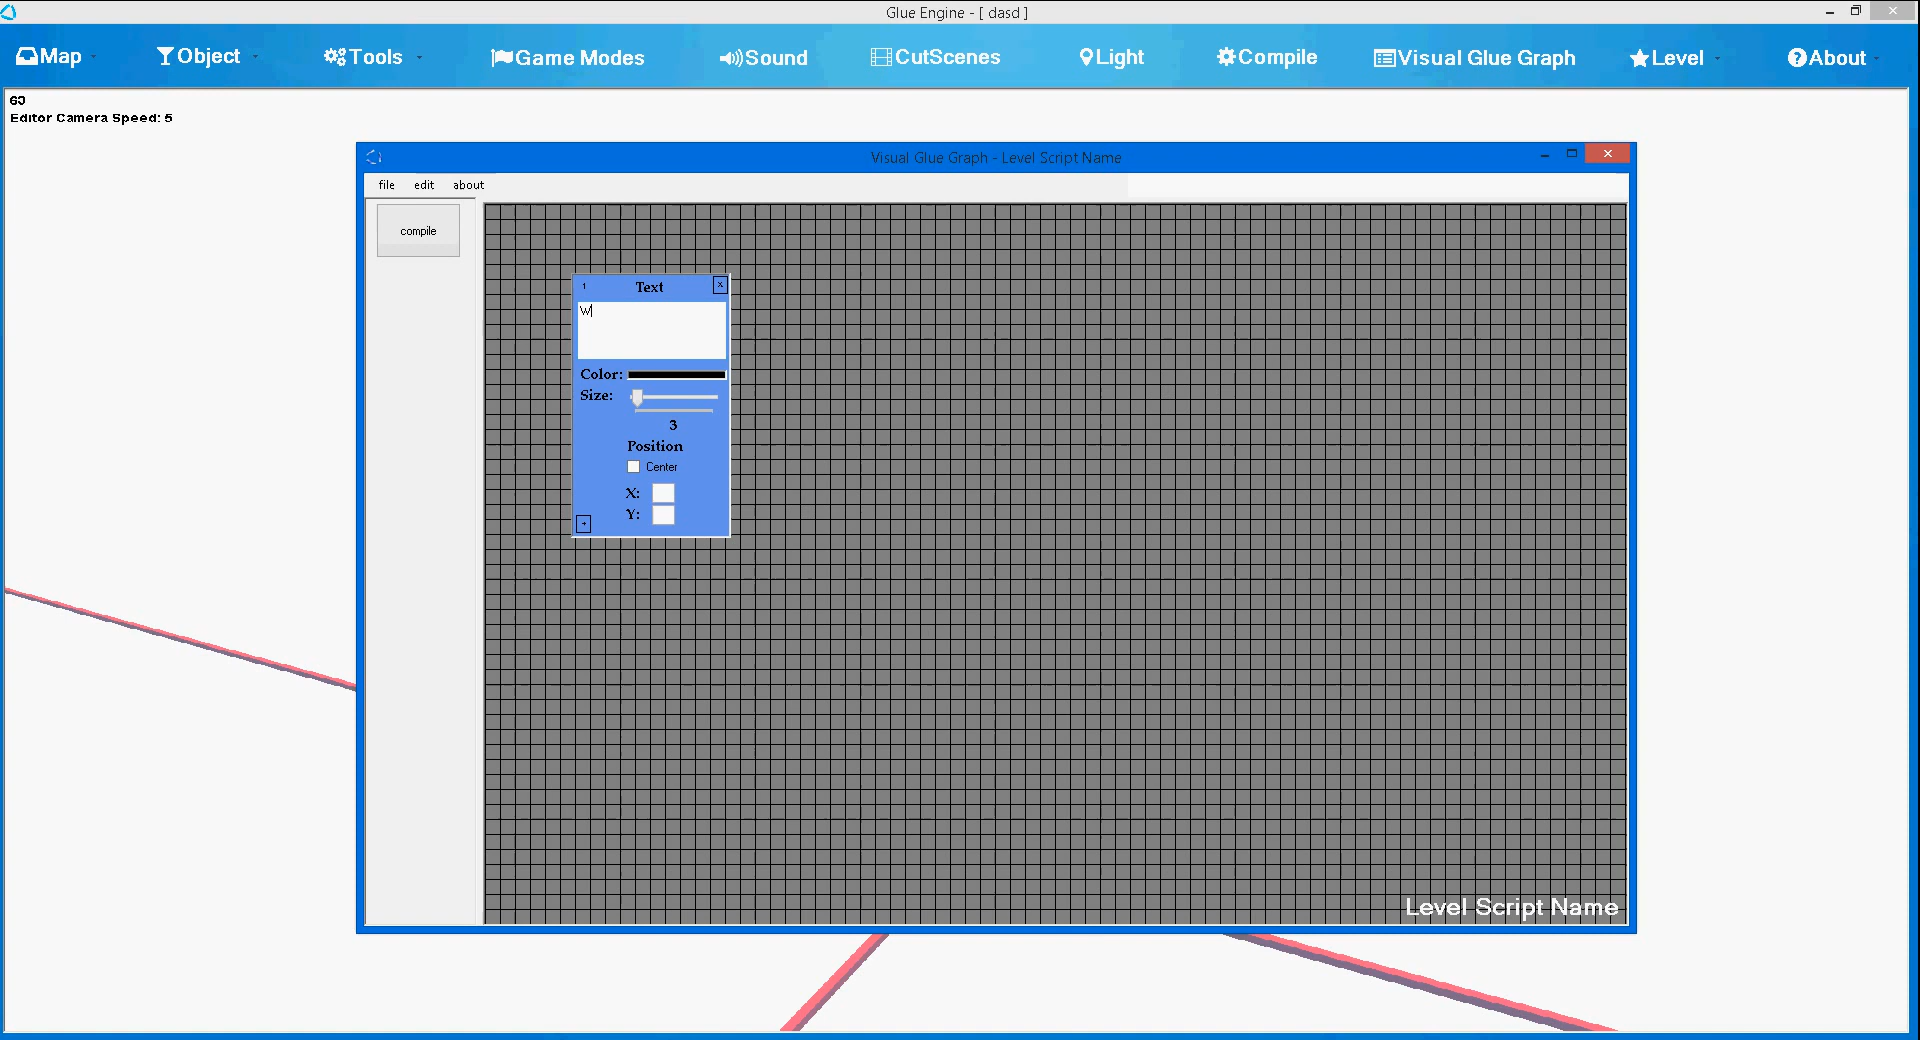 Glue Engine - [ dasd ]
Map Object Tools Game Modes Sound CutScenes Light Compile Visual Glue Graph Level About
Editor Camera Speed: 5
Visual Glue Graph - Level Script Name
file edit about
compile
1 Text x
W
Color:
Size:
3
Position
Center
X:
Y:
+
Level Script Name